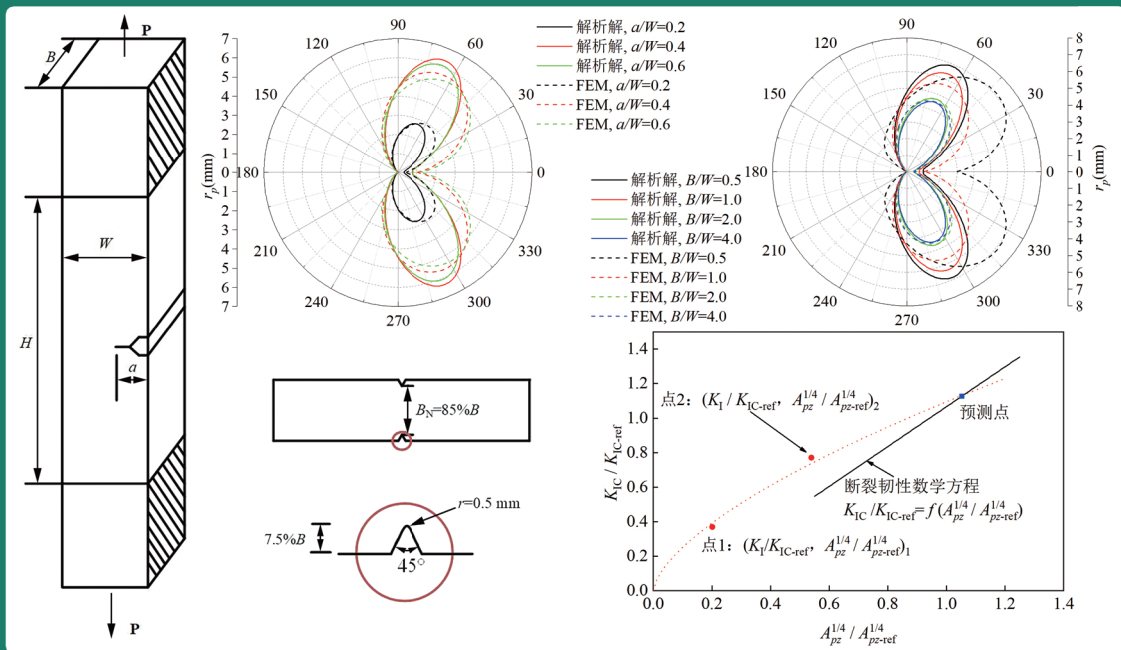 P
B
W
H
a
P
90
120
60
150
30
180
0
210
330
240
300
270
7
6
5
4
3
2
1
0
1
2
3
4
5
6
7
r_p(mm)
解析解, a/W=0.2
解析解, a/W=0.4
解析解, a/W=0.6
FEM, a/W=0.2
FEM, a/W=0.4
FEM, a/W=0.6
解析解, B/W=0.5
解析解, B/W=1.0
解析解, B/W=2.0
解析解, B/W=4.0
FEM, B/W=0.5
FEM, B/W=1.0
FEM, B/W=2.0
FEM, B/W=4.0
90
120
60
150
30
180
0
210
330
240
300
270
8
7
6
5
4
3
2
1
0
1
2
3
4
5
6
7
8
r_p(mm)
B_N=85%B
r=0.5 mm
7.5%B
45°
1.4
1.2
1.0
0.8
0.6
0.4
0.2
0.0
K_IC / K_IC-ref
点2：(K_I / K_IC-ref， A_pz^1/4 / A_pz-ref^1/4)_2
预测点
断裂韧性数学方程
K_IC /K_IC-ref= f (A_pz^1/4 / A_pz-ref^1/4)
点1：(K_I/K_IC-ref， A_pz^1/4 / A_pz-ref^1/4)_1
0.0 0.2 0.4 0.6 0.8 1.0 1.2 1.4
A_pz^1/4 / A_pz-ref^1/4